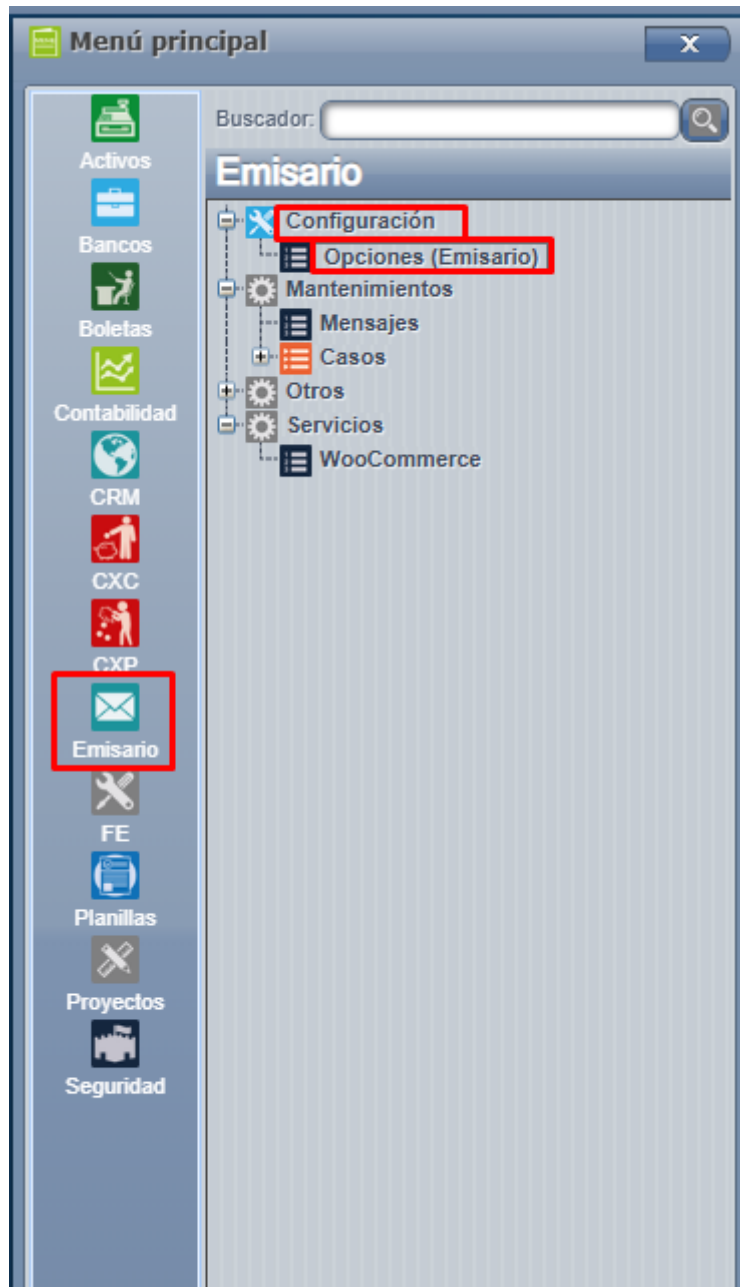 Menú principal
x
Activos
Bancos
Boletas
Contabilidad
CRM
CXC
CXP
Emisario
FE
Planillas
Proyectos
Seguridad
Buscador:
Emisario
Configuración
Opciones (Emisario)
Mantenimientos
Mensajes
Casos
Otros
Servicios
WooCommerce